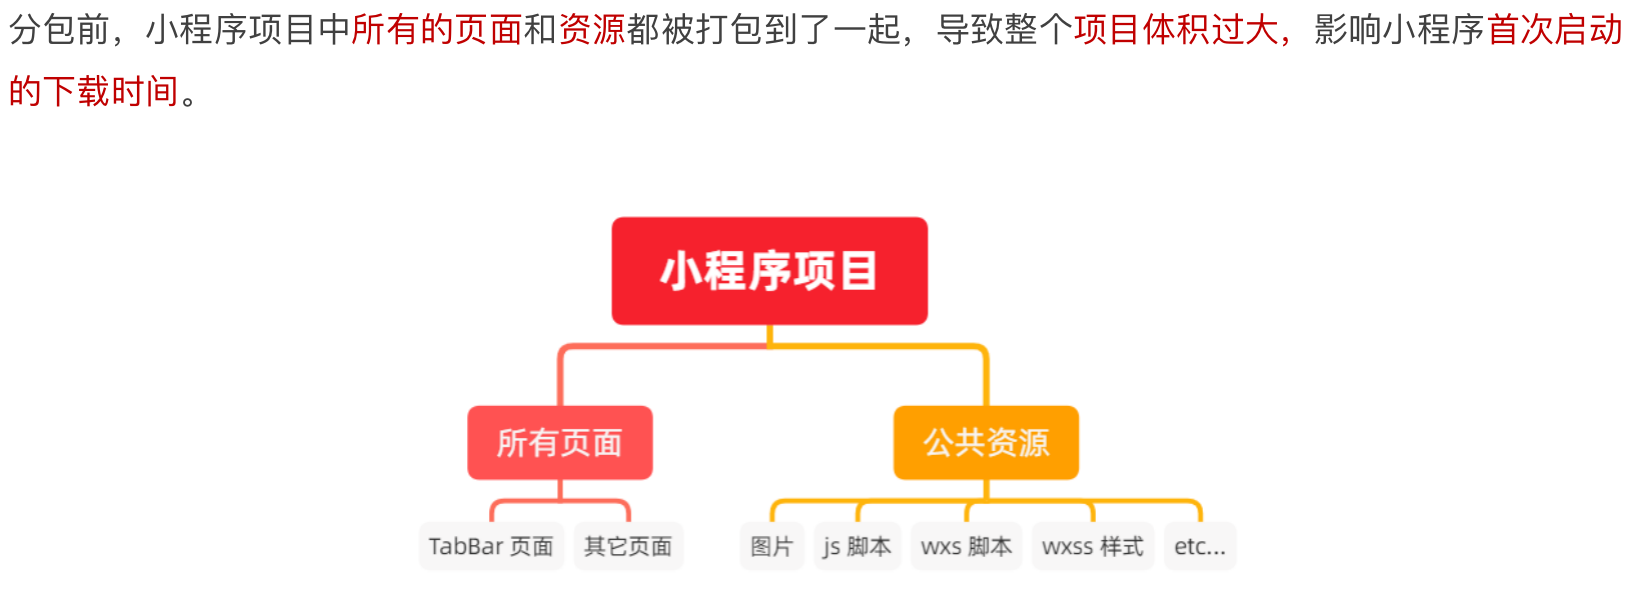 分包前，小程序项目中所有的页面和资源都被打包到了一起，导致整个项目体积过大，影响小程序首次启动
的下载时间。
小程序项目
所有页面
公共资源
TabBar 页面
其它页面
图片
js 脚本
wxs 脚本
wxss 样式
etc...